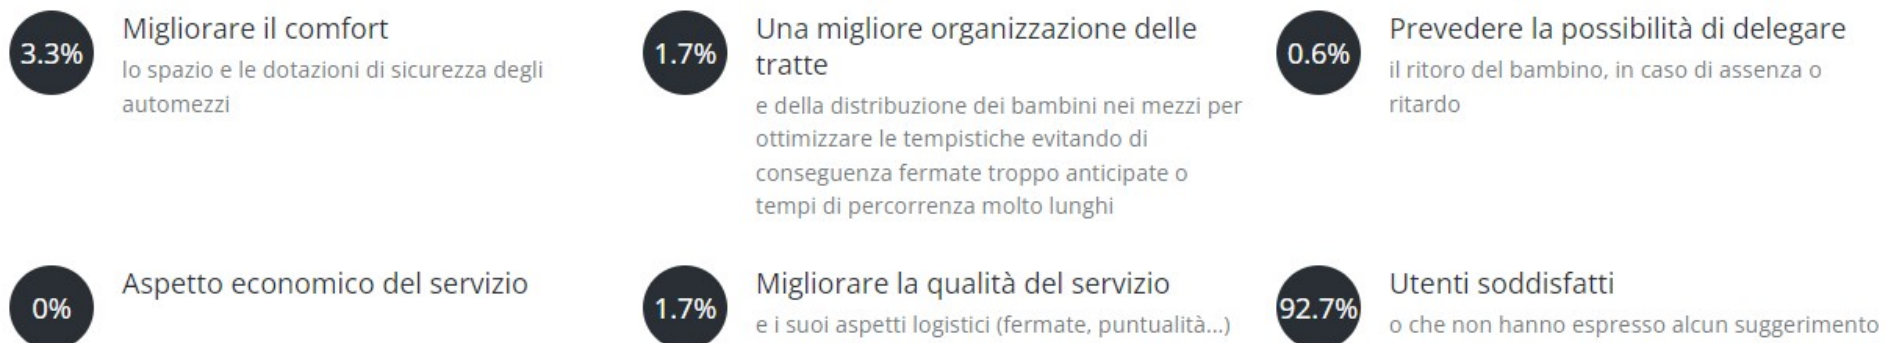 3.3%
Migliorare il comfort
lo spazio e le dotazioni di sicurezza degli
automezzi
1.7%
Una migliore organizzazione delle
tratte
e della distribuzione dei bambini nei mezzi per
ottimizzare le tempistiche evitando di
conseguenza fermate troppo anticipate o
tempi di percorrenza molto lunghi
0.6%
Prevedere la possibilità di delegare
il ritoro del bambino, in caso di assenza o
ritardo
0%
Aspetto economico del servizio
1.7%
Migliorare la qualità del servizio
e i suoi aspetti logistici (fermate, puntualità...)
92.7%
Utenti soddisfatti
o che non hanno espresso alcun suggerimento